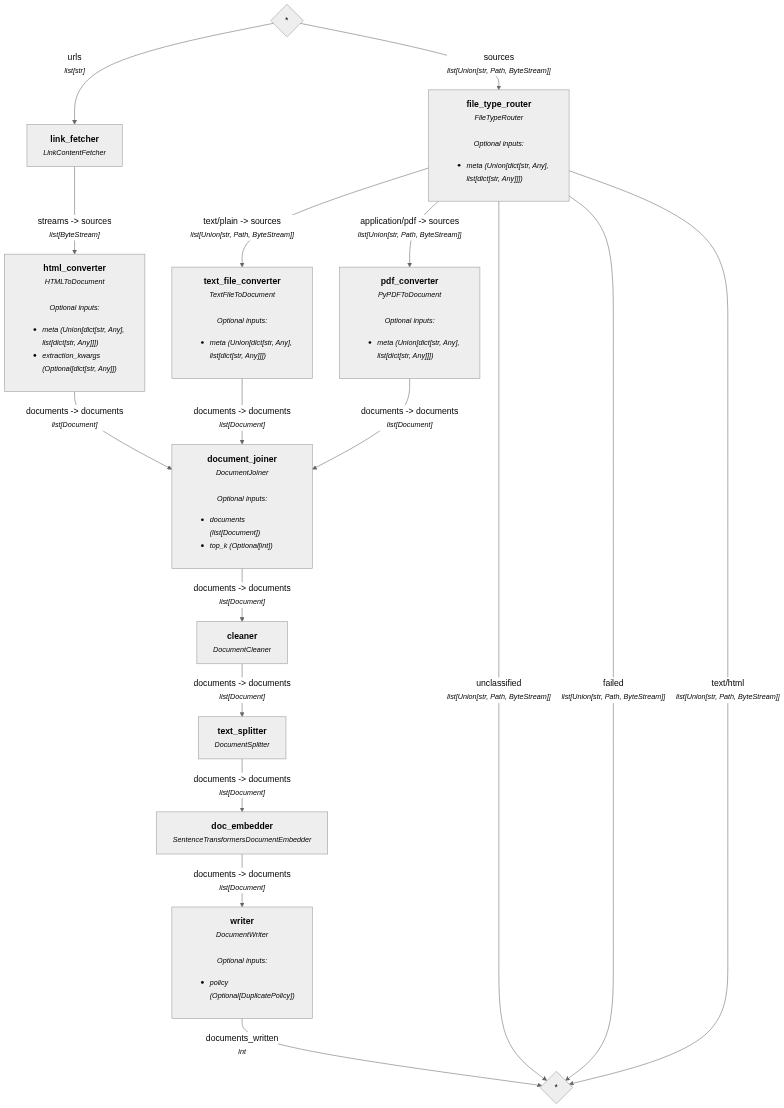 *
urls
list[str]
sources
list[Union[str, Path, ByteStream]]
link_fetcher
LinkContentFetcher
file_type_router
FileTypeRouter
Optional inputs:
• meta (Union[dict[str, Any],
list[dict[str, Any]]])
streams -> sources
list[ByteStream]
text/plain -> sources
list[Union[str, Path, ByteStream]]
application/pdf -> sources
list[Union[str, Path, ByteStream]]
html_converter
HTMLToDocument
Optional inputs:
• meta (Union[dict[str, Any],
list[dict[str, Any]]])
• extraction_kwargs
(Optional[dict[str, Any]])
text_file_converter
TextFileToDocument
Optional inputs:
• meta (Union[dict[str, Any],
list[dict[str, Any]]])
pdf_converter
PyPDFToDocument
Optional inputs:
• meta (Union[dict[str, Any],
list[dict[str, Any]]])
documents -> documents
list[Document]
documents -> documents
list[Document]
documents -> documents
list[Document]
document_joiner
DocumentJoiner
Optional inputs:
• documents
(list[Document])
• top_k (Optional[int])
documents -> documents
list[Document]
cleaner
DocumentCleaner
documents -> documents
list[Document]
unclassified
list[Union[str, Path, ByteStream]]
failed
list[Union[str, Path, ByteStream]]
text/html
list[Union[str, Path, ByteStream]]
text_splitter
DocumentSplitter
documents -> documents
list[Document]
doc_embedder
SentenceTransformersDocumentEmbedder
documents -> documents
list[Document]
writer
DocumentWriter
Optional inputs:
• policy
(Optional[DuplicatePolicy])
documents_written
int
*